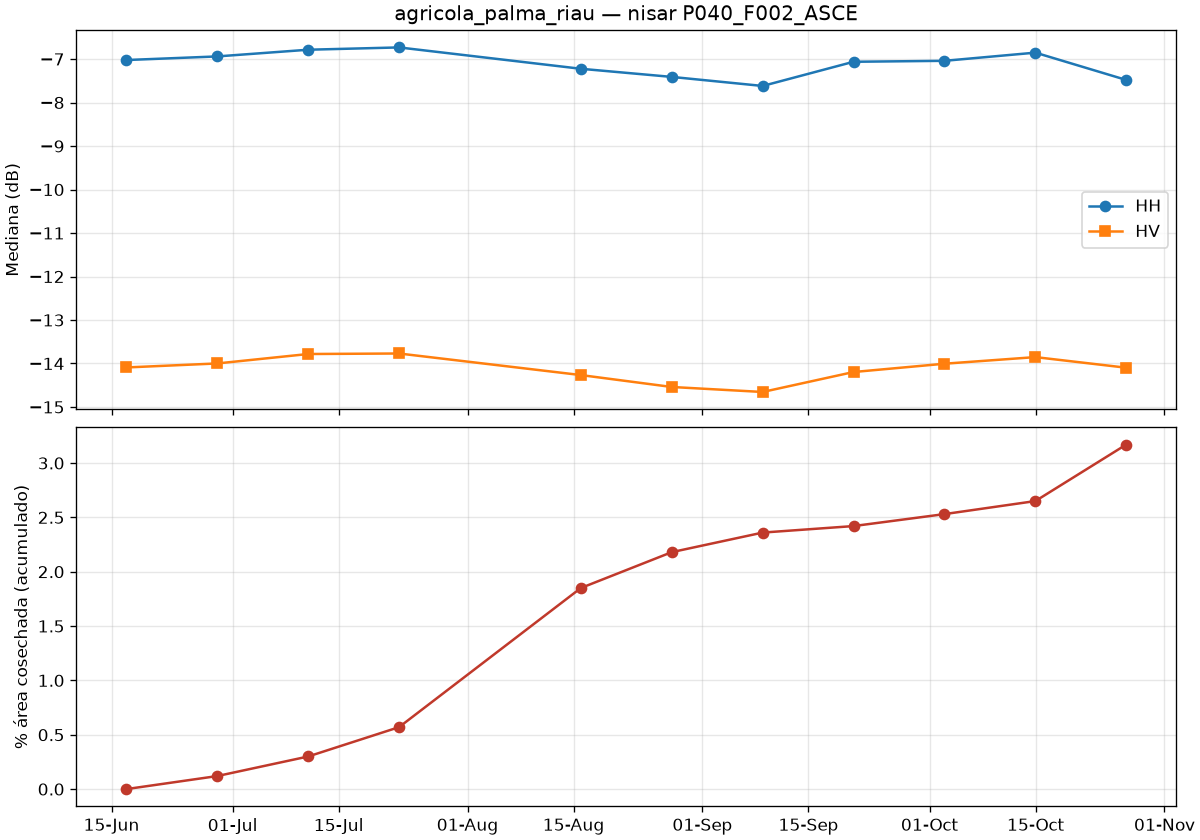 agricola_palma_riau — nisar P040_F002_ASCE
Mediana (dB)
−7
−8
−9
−10
−11
−12
−13
−14
−15
HH
HV
% área cosechada (acumulado)
3.0
2.5
2.0
1.5
1.0
0.5
0.0
15-Jun 01-Jul 15-Jul 01-Aug 15-Aug 01-Sep 15-Sep 01-Oct 15-Oct 01-Nov